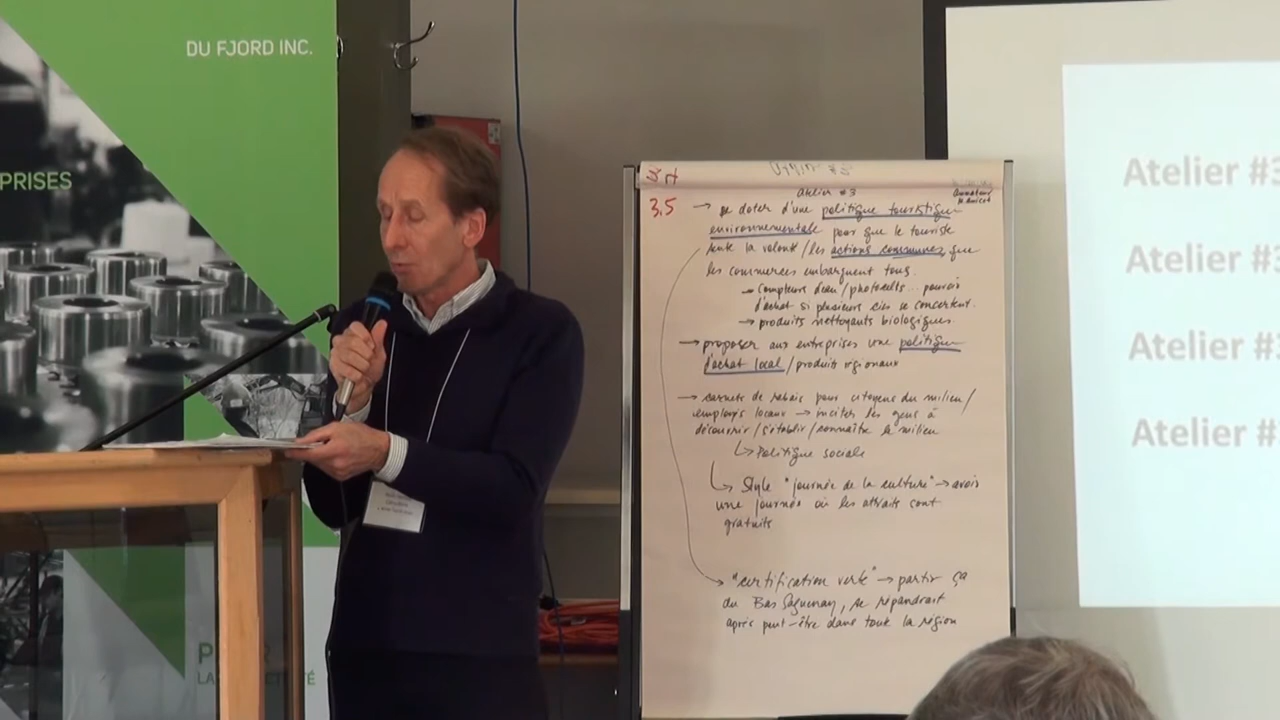 DU FJORD INC.
PRISES
3.5
Atelier #3
→ se doter d'une politique touristique
environnementale pour que le touriste
sente la volonté / les actions communes, que
les commerces embarquent tous.
→ compteurs d'eau / protocoles... pouvoir
d'achat si plusieurs cies se concertent.
→ produits nettoyants biologiques.
→ proposer aux entreprises une politique
d'achat local / produits régionaux
→ carnets de rabais pour citoyens du milieu /
employés locaux → inciter les gens à
découvrir / s'établir / connaître le milieu
↳ Politique sociale
↳ Style "journée de la culture" → avoir
une journée où les attraits sont
gratuits
→ "certification verte" → partir ça
du Bas Saguenay, se répandrait
après peut-être dans toute la région
Atelier #3
Atelier #3
Atelier #3
Atelier #